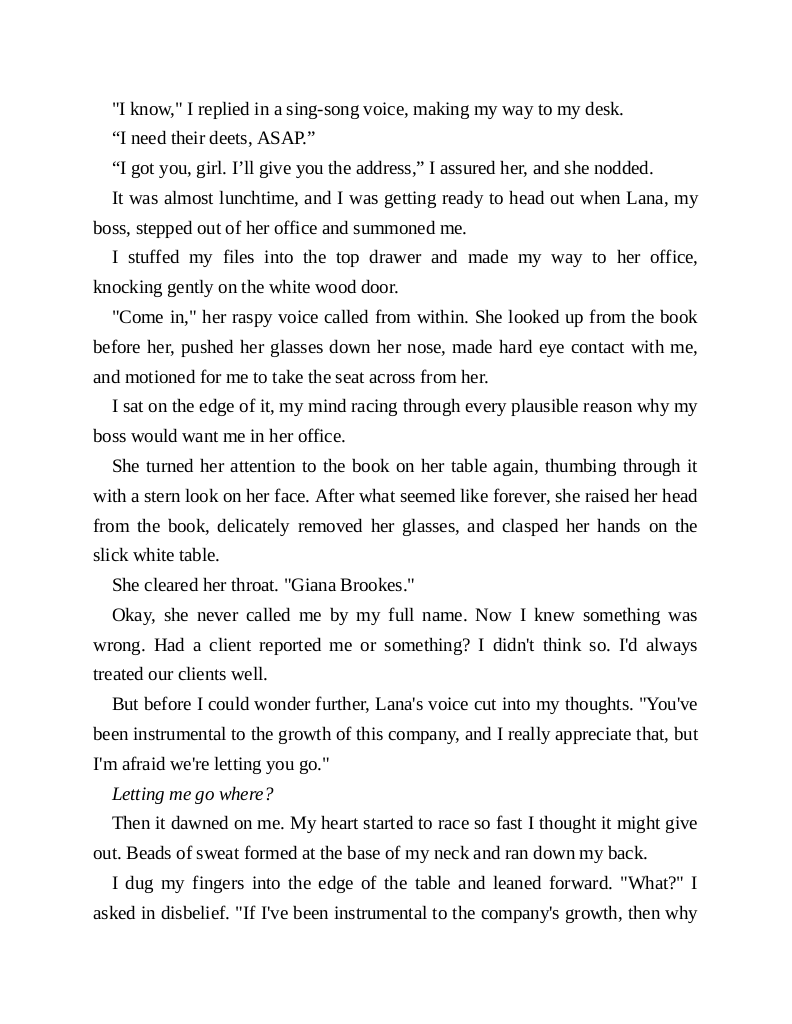 "I know," I replied in a sing-song voice, making my way to my desk.
“I need their deets, ASAP.”
“I got you, girl. I’ll give you the address,” I assured her, and she nodded.
It was almost lunchtime, and I was getting ready to head out when Lana, my
boss, stepped out of her office and summoned me.
I stuffed my files into the top drawer and made my way to her office,
knocking gently on the white wood door.
"Come in," her raspy voice called from within. She looked up from the book
before her, pushed her glasses down her nose, made hard eye contact with me,
and motioned for me to take the seat across from her.
I sat on the edge of it, my mind racing through every plausible reason why my
boss would want me in her office.
She turned her attention to the book on her table again, thumbing through it
with a stern look on her face. After what seemed like forever, she raised her head
from the book, delicately removed her glasses, and clasped her hands on the
slick white table.
She cleared her throat. "Giana Brookes."
Okay, she never called me by my full name. Now I knew something was
wrong. Had a client reported me or something? I didn't think so. I'd always
treated our clients well.
But before I could wonder further, Lana's voice cut into my thoughts. "You've
been instrumental to the growth of this company, and I really appreciate that, but
I'm afraid we're letting you go."
Letting me go where?
Then it dawned on me. My heart started to race so fast I thought it might give
out. Beads of sweat formed at the base of my neck and ran down my back.
I dug my fingers into the edge of the table and leaned forward. "What?" I
asked in disbelief. "If I've been instrumental to the company's growth, then why